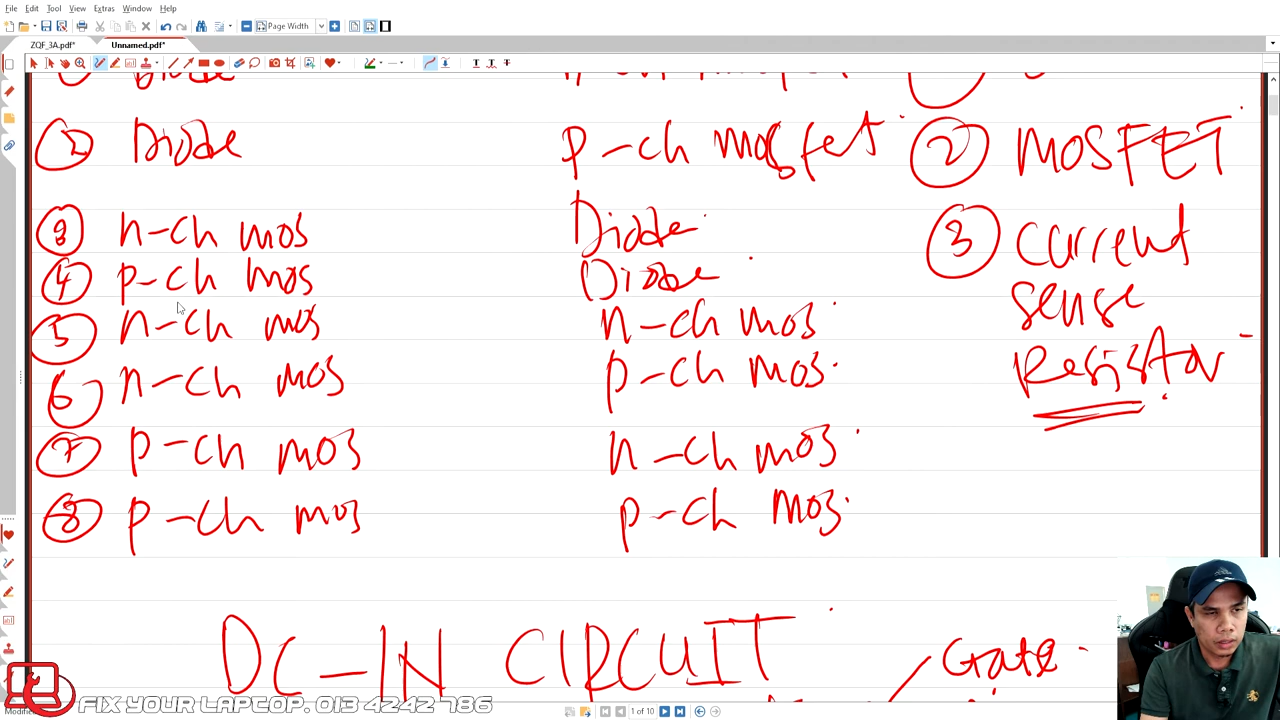 File Edit Tool View Extras Window Help
Page Width
ZQF_3A.pdf* Unnamed.pdf*
② Diode p-ch mosfet
③ n-ch mos Diode
④ p-ch mos Diode
⑤ n-ch mos n-ch mos
⑥ n-ch mos p-ch mos
⑦ p-ch mos n-ch mos
⑧ p-ch mos p-ch mos
② MOSFET
③ current
sense
Resistor
DC-IN CIRCUIT
Gate
FIX YOUR LAPTOP. 013 4242 786
1 of 10